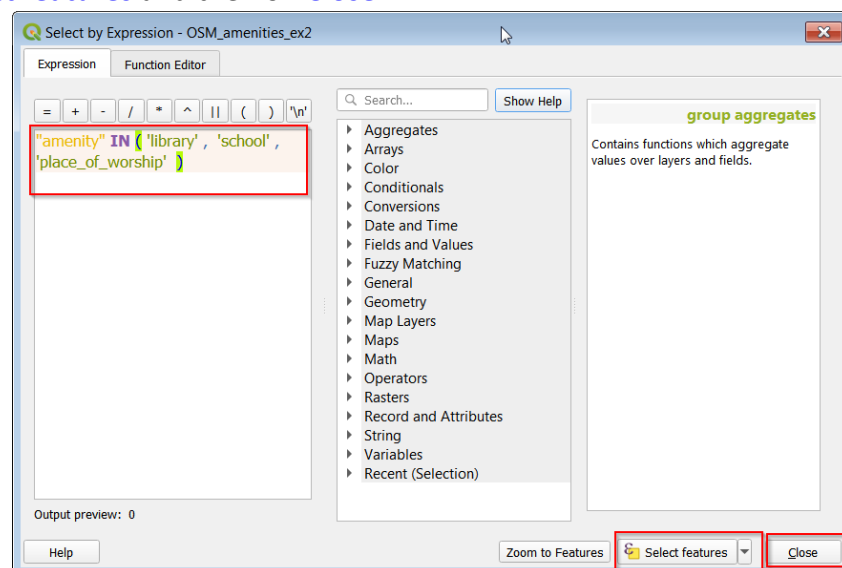 Select by Expression - OSM_amenities_ex2
Expression
Function Editor
= + - / * ^ || ( ) '\n'
"amenity" IN ( 'library' , 'school' ,
'place_of_worship' )
Output preview: 0
Help
Search...
Show Help
Aggregates
Arrays
Color
Conditionals
Conversions
Date and Time
Fields and Values
Fuzzy Matching
General
Geometry
Map Layers
Maps
Math
Operators
Rasters
Record and Attributes
String
Variables
Recent (Selection)
group aggregates
Contains functions which aggregate
values over layers and fields.
Zoom to Features
Select features
Close